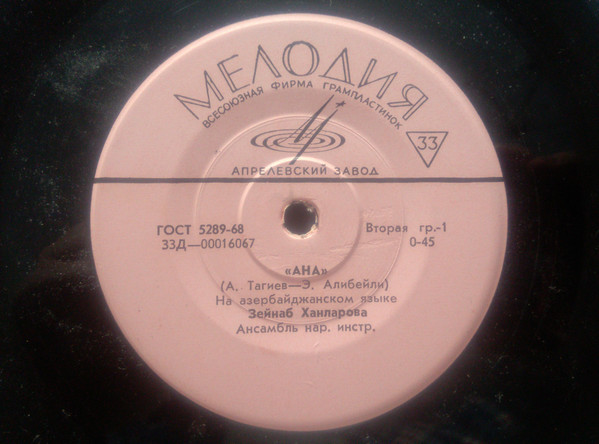 МЕЛОДИЯ
ВСЕСОЮЗНАЯ ФИРМА ГРАМПЛАСТИНОК
33
АПРЕЛЕВСКИЙ ЗАВОД
ГОСТ 5289-68 Вторая гр.-1
33Д—00016067 0-45
«АНА»
(А. Тагиев—Э. Алибейли)
На азербайджанском языке
Зейнаб Ханларова
Ансамбль нар. инстр.